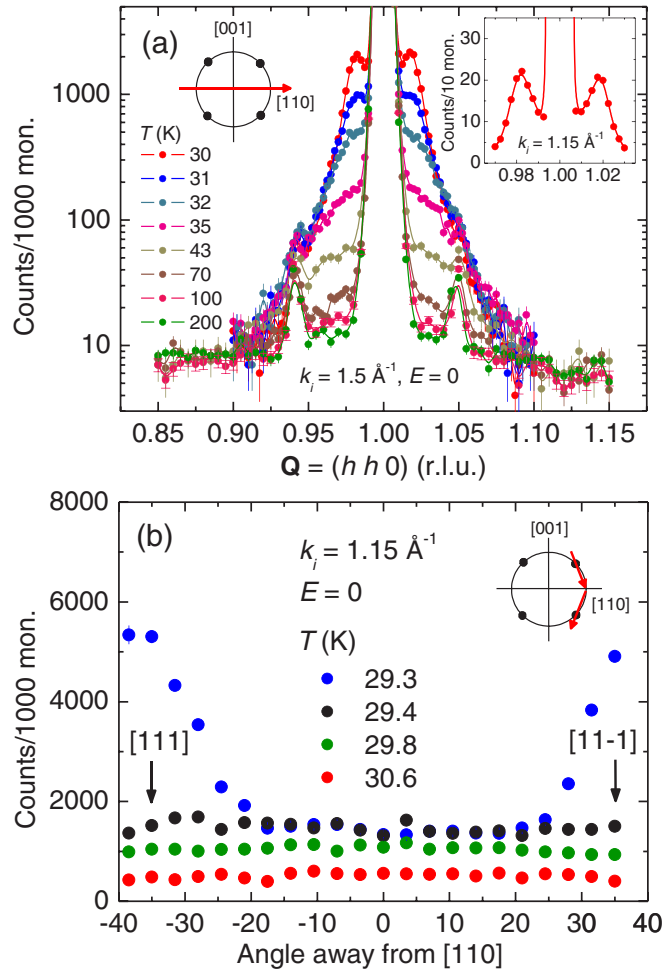 (a)
[001]
[110]
T (K)
30
31
32
35
43
70
100
200
Counts/1000 mon.
1000
100
10
k_i = 1.5 Å⁻¹, E = 0
0.85 0.90 0.95 1.00 1.05 1.10 1.15
Q = (h h 0) (r.l.u.)
Counts/10 mon.
30
20
10
0
k_i = 1.15 Å⁻¹
0.98 1.00 1.02
(b)
k_i = 1.15 Å⁻¹
E = 0
T (K)
29.3
29.4
29.8
30.6
[001]
[110]
[111]
[11-1]
Counts/1000 mon.
8000
6000
4000
2000
0
-40 -30 -20 -10 0 10 20 30 40
Angle away from [110]